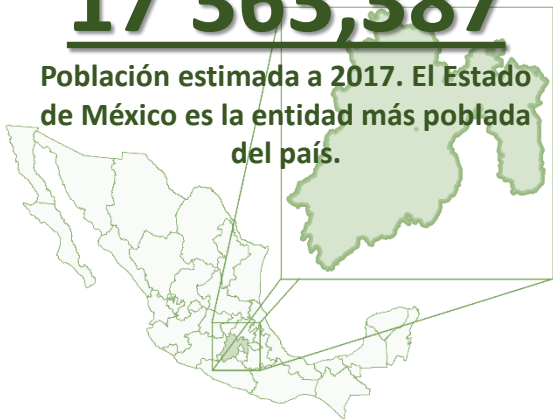 17 363,387
Población estimada a 2017. El Estado
de México es la entidad más poblada
del país.